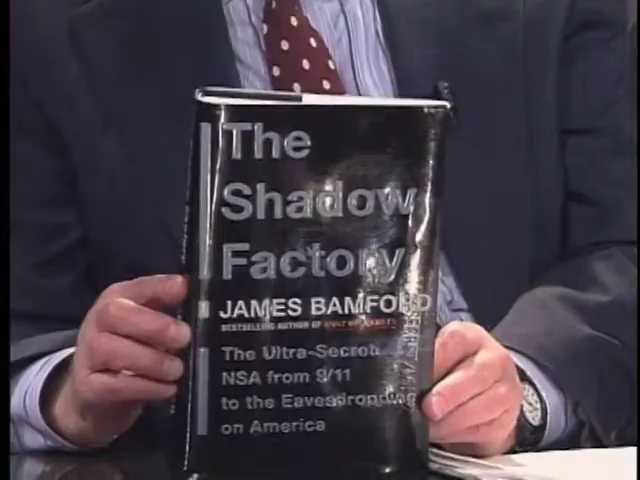 The
Shadow
Factory
JAMES BAMFORD
BESTSELLING AUTHOR OF
The Ultra-Secret
NSA from 9/11
to the Eavesdropping
on America